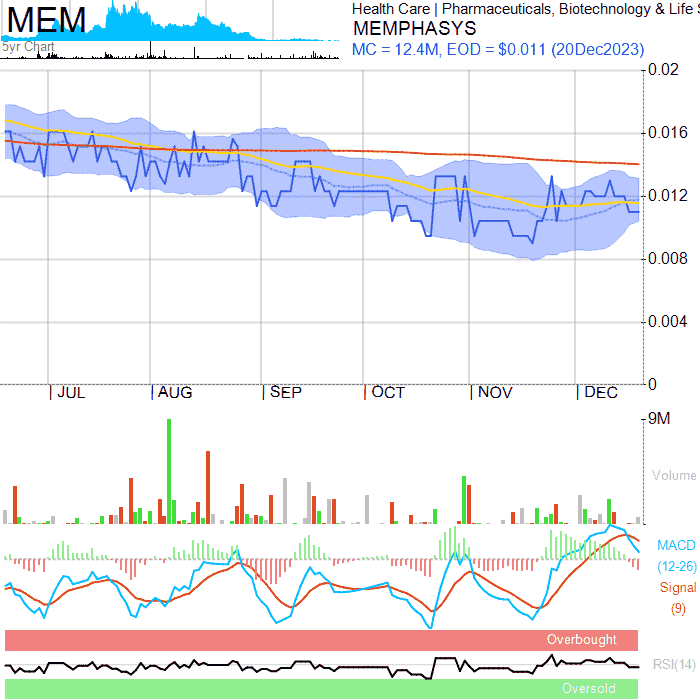 MEM
5yr Chart
Health Care | Pharmaceuticals, Biotechnology & Life S
MEMPHASYS
MC = 12.4M, EOD = $0.011 (20Dec2023)
0.02
0.016
0.012
0.008
0.004
0
JUL AUG SEP OCT NOV DEC
9M
Volume
MACD
(12-26)
Signal
(9)
Overbought
RSI(14)
Oversold